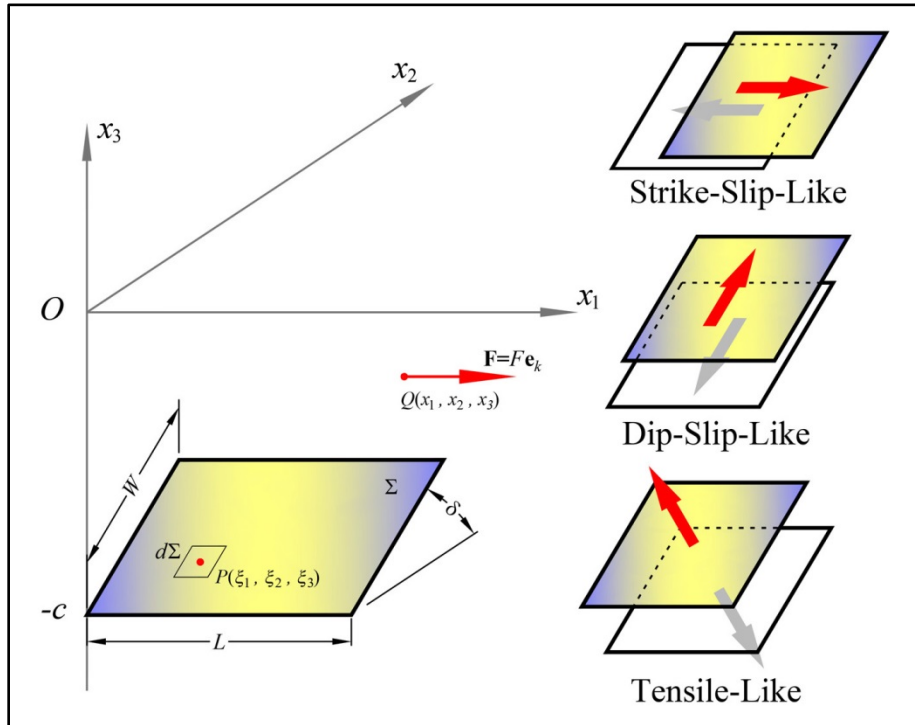 x₂
x₃
Strike-Slip-Like
O
x₁
F=Feₖ
Q(x₁ , x₂ , x₃)
Dip-Slip-Like
W
Σ
δ
dΣ
P(ξ₁ , ξ₂ , ξ₃)
-c
L
Tensile-Like